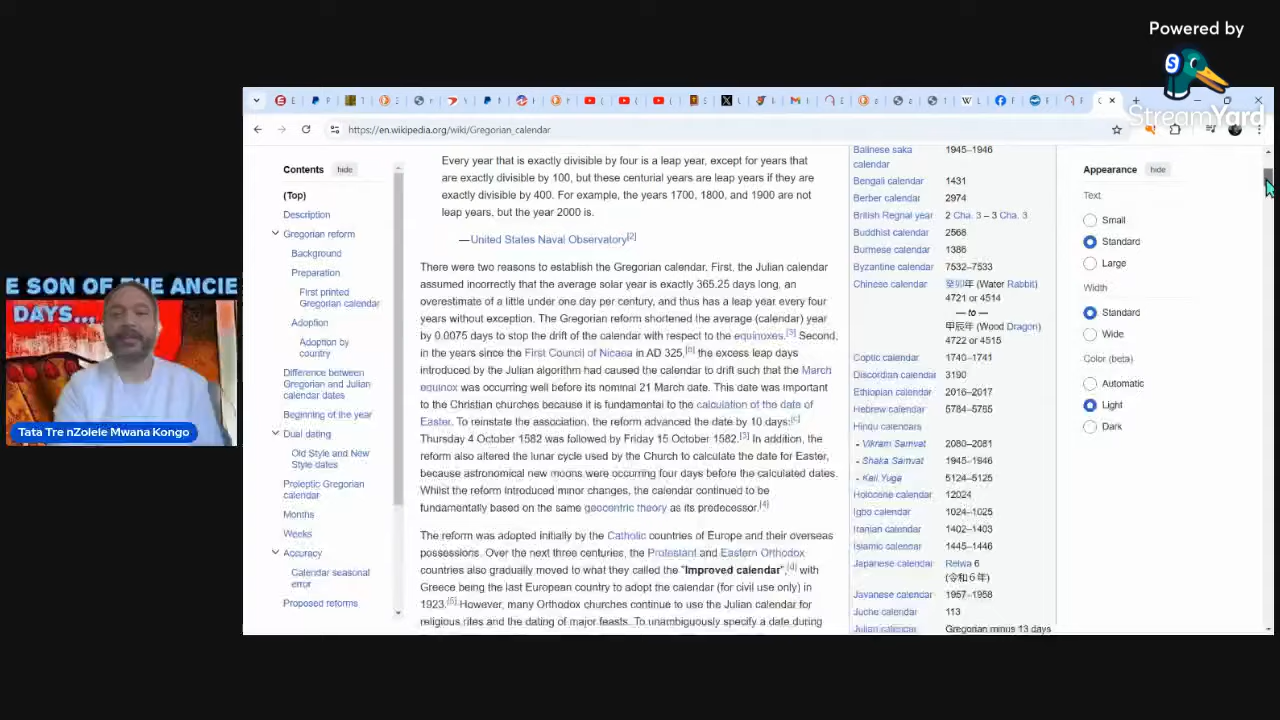 Powered by
S
StreamYard
https://en.wikipedia.org/wiki/Gregorian_calendar
Contents hide
(Top)
Description
Gregorian reform
Background
Preparation
First printed
Gregorian calendar
Adoption
Adoption by
country
Difference between
Gregorian and Julian
calendar dates
Beginning of the year
Dual dating
Old Style and New
Style dates
Proleptic Gregorian
calendar
Months
Weeks
Accuracy
Calendar seasonal
error
Proposed reforms
Every year that is exactly divisible by four is a leap year, except for years that
are exactly divisible by 100, but these centurial years are leap years if they are
exactly divisible by 400. For example, the years 1700, 1800, and 1900 are not
leap years, but the year 2000 is.
—United States Naval Observatory[2]
There were two reasons to establish the Gregorian calendar. First, the Julian calendar
assumed incorrectly that the average solar year is exactly 365.25 days long, an
overestimate of a little under one day per century, and thus has a leap year every four
years without exception. The Gregorian reform shortened the average (calendar) year
by 0.0075 days to stop the drift of the calendar with respect to the equinoxes.[3] Second,
in the years since the First Council of Nicaea in AD 325,[b] the excess leap days
introduced by the Julian algorithm had caused the calendar to drift such that the March
equinox was occurring well before its nominal 21 March date. This date was important
to the Christian churches because it is fundamental to the calculation of the date of
Easter. To reinstate the association, the reform advanced the date by 10 days:[c]
Thursday 4 October 1582 was followed by Friday 15 October 1582.[3] In addition, the
reform also altered the lunar cycle used by the Church to calculate the date for Easter,
because astronomical new moons were occurring four days before the calculated dates.
Whilst the reform introduced minor changes, the calendar continued to be
fundamentally based on the same geocentric theory as its predecessor.[4]
The reform was adopted initially by the Catholic countries of Europe and their overseas
possessions. Over the next three centuries, the Protestant and Eastern Orthodox
countries also gradually moved to what they called the "Improved calendar",[d] with
Greece being the last European country to adopt the calendar (for civil use only) in
1923.[5] However, many Orthodox churches continue to use the Julian calendar for
religious rites and the dating of major feasts. To unambiguously specify a date during
Balinese saka calendar 1945–1946
Bengali calendar 1431
Berber calendar 2974
British Regnal year 2 Cha. 3 – 3 Cha. 3
Buddhist calendar 2568
Burmese calendar 1386
Byzantine calendar 7532–7533
Chinese calendar 癸卯年 (Water Rabbit)
4721 or 4514
— to —
甲辰年 (Wood Dragon)
4722 or 4515
Coptic calendar 1740–1741
Discordian calendar 3190
Ethiopian calendar 2016–2017
Hebrew calendar 5784–5785
Hindu calendars
- Vikram Samvat 2080–2081
- Shaka Samvat 1945–1946
- Kali Yuga 5124–5125
Holocene calendar 12024
Igbo calendar 1024–1025
Iranian calendar 1402–1403
Islamic calendar 1445–1446
Japanese calendar Reiwa 6
(令和6年)
Javanese calendar 1957–1958
Juche calendar 113
Julian calendar Gregorian minus 13 days
Appearance hide
Text
Small
Standard
Large
Width
Standard
Wide
Color (beta)
Automatic
Light
Dark
E SON OF THE ANCIE
DAYS...
Tata Tre nZolele Mwana Kongo